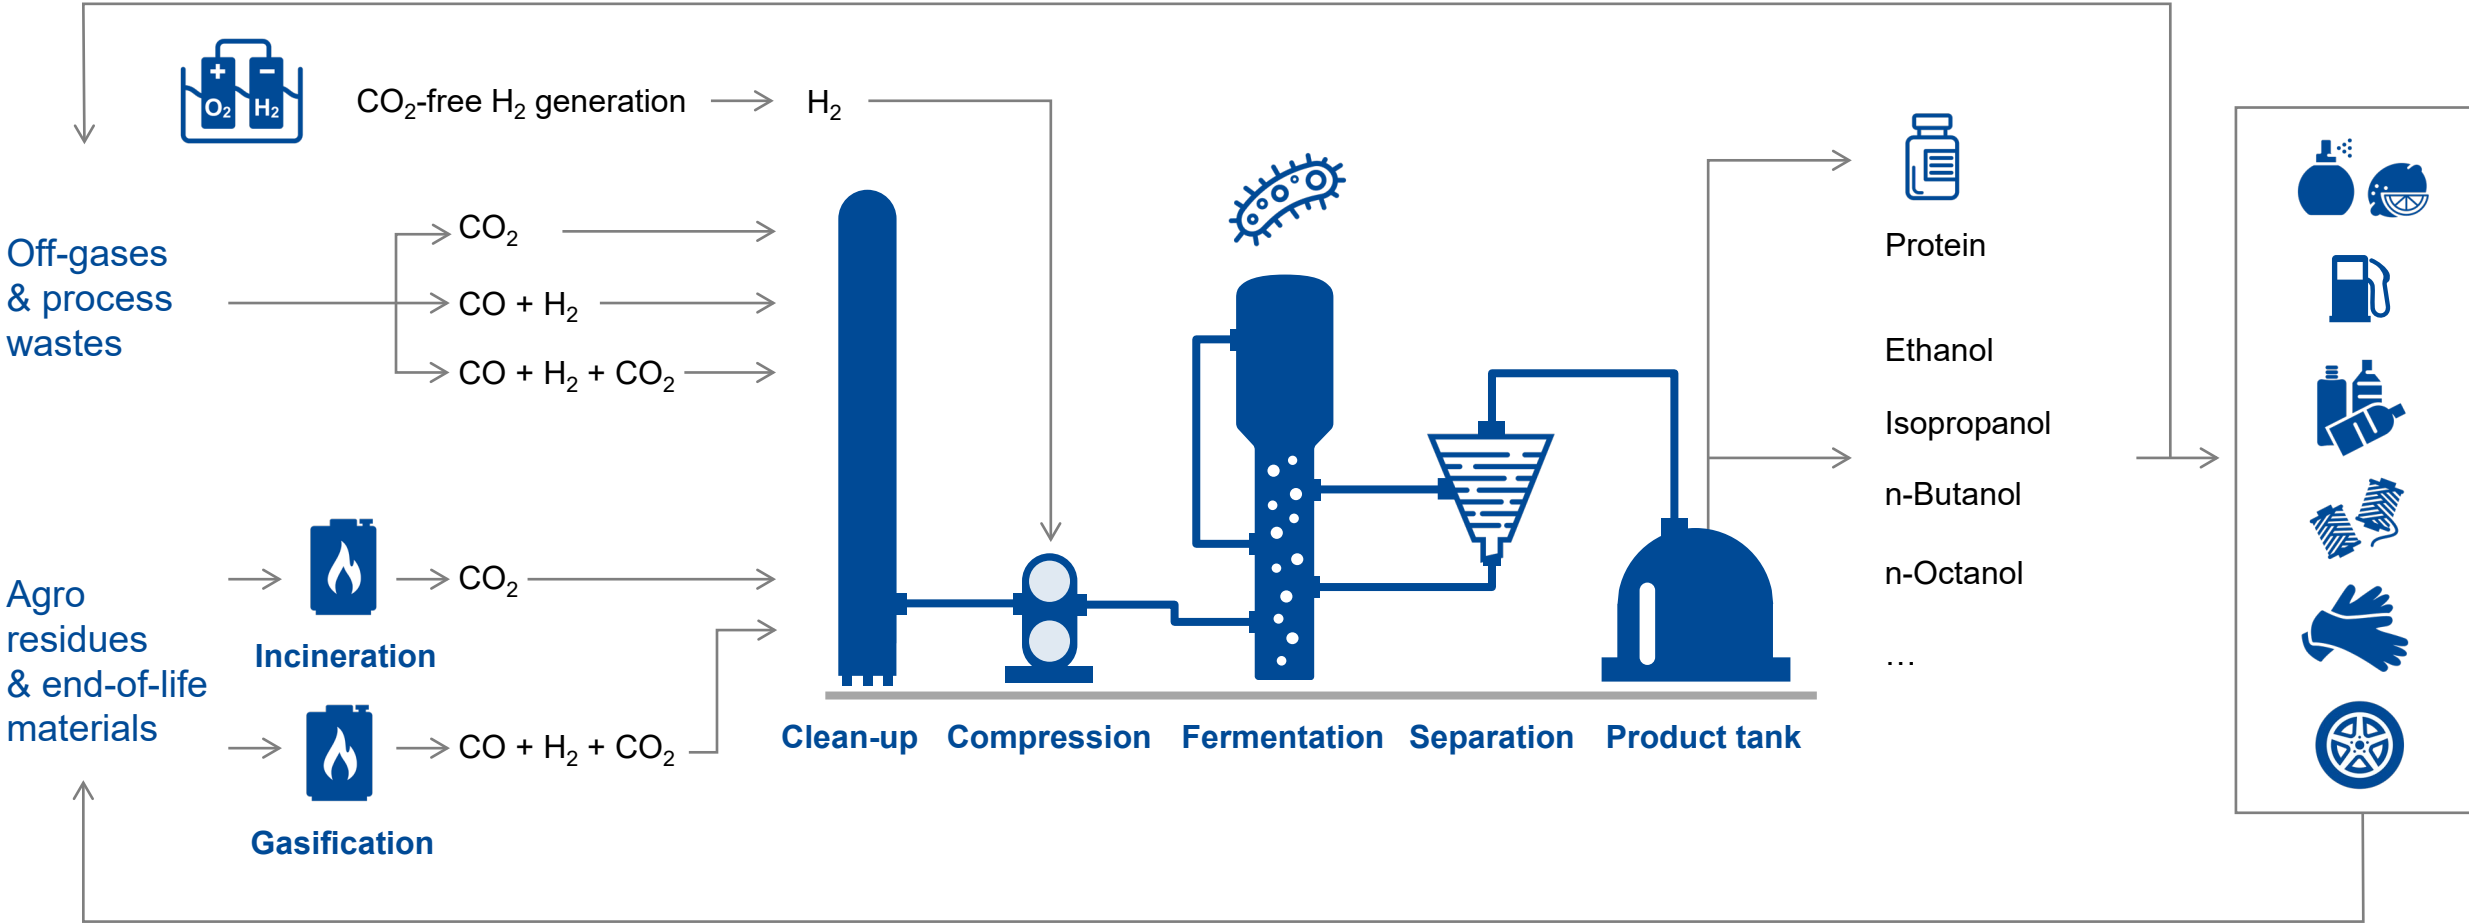 + −
O₂ H₂
CO₂-free H₂ generation
H₂
Off-gases
& process
wastes
CO₂
CO + H₂
CO + H₂ + CO₂
Agro
residues
& end-of-life
materials
Incineration
CO₂
Gasification
CO + H₂ + CO₂
Clean-up
Compression
Fermentation
Separation
Product tank
Protein
Ethanol
Isopropanol
n-Butanol
n-Octanol
…